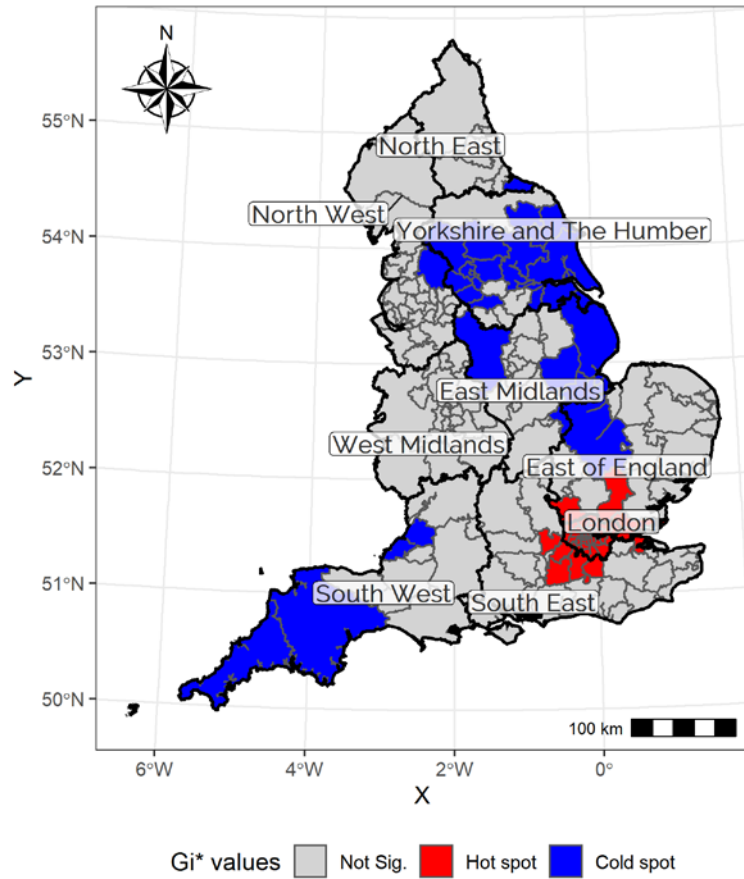 N
55°N
North East
North West
Yorkshire and The Humber
54°N
53°N
East Midlands
West Midlands
52°N
East of England
London
51°N
South West
South East
50°N
100 km
6°W
4°W
2°W
0°
X
Y
Gi* values
Not Sig.
Hot spot
Cold spot